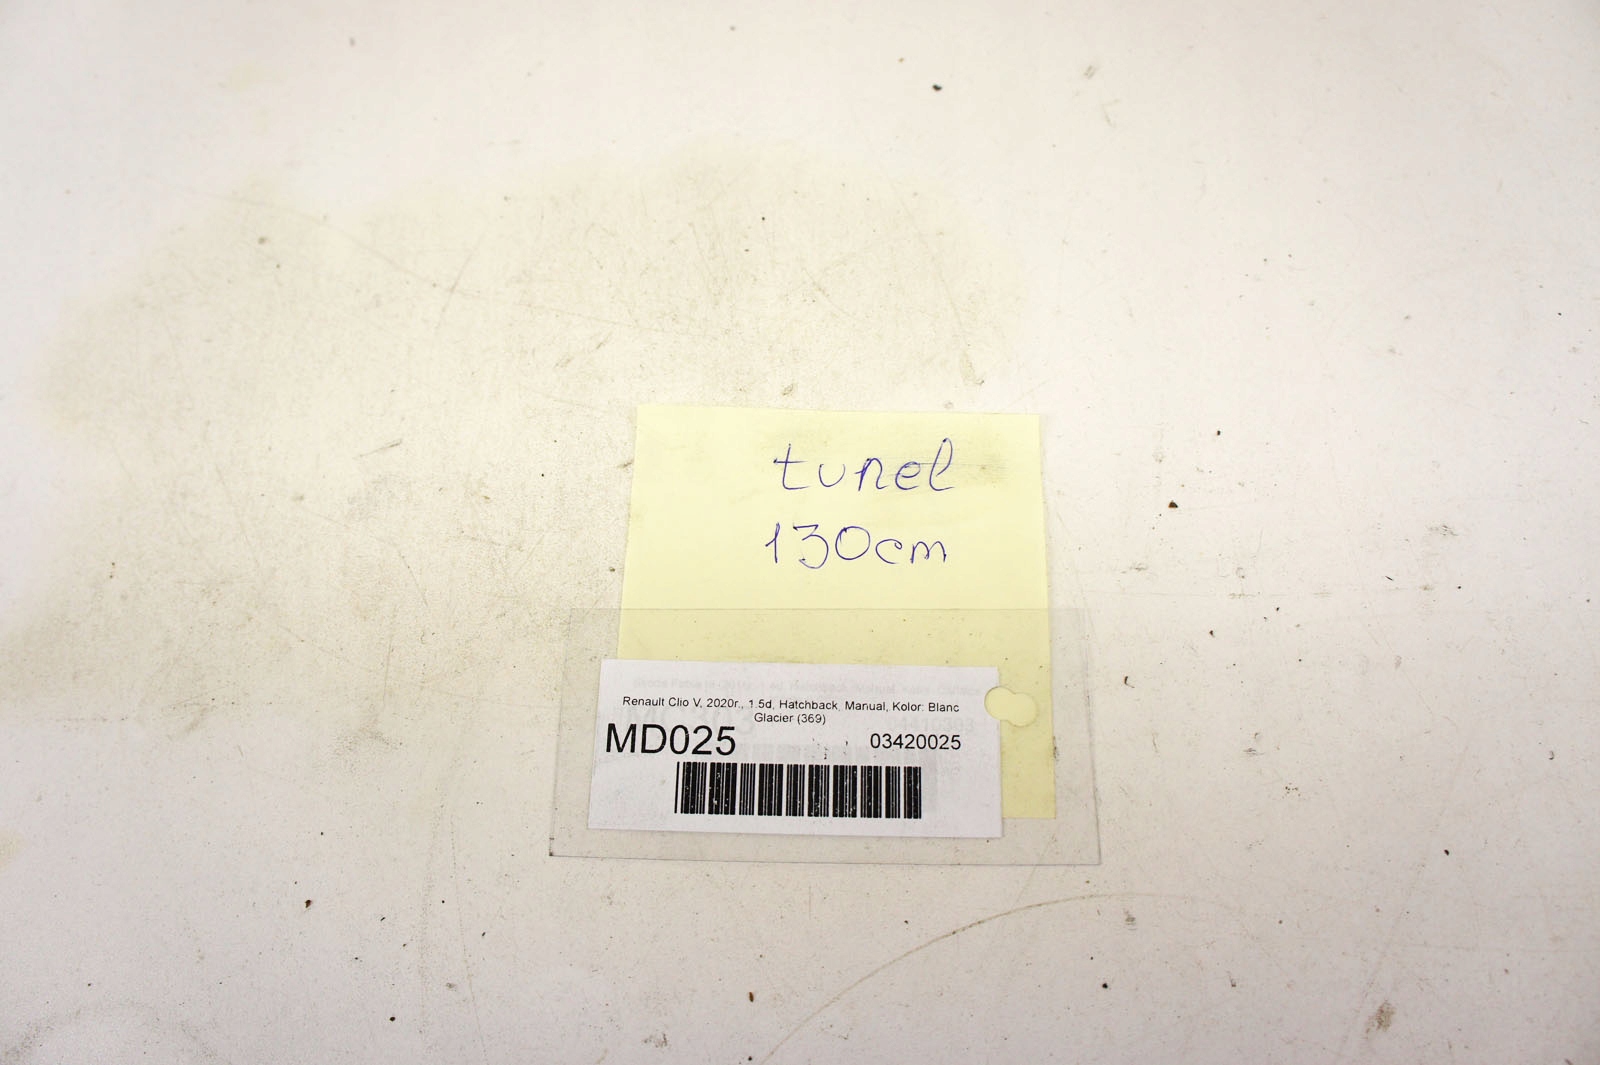 tunel
130cm
Renault Clio V, 2020r., 1.5d, Hatchback, Manual, Kolor: Blanc
Glacier (369)
MD025 03420025